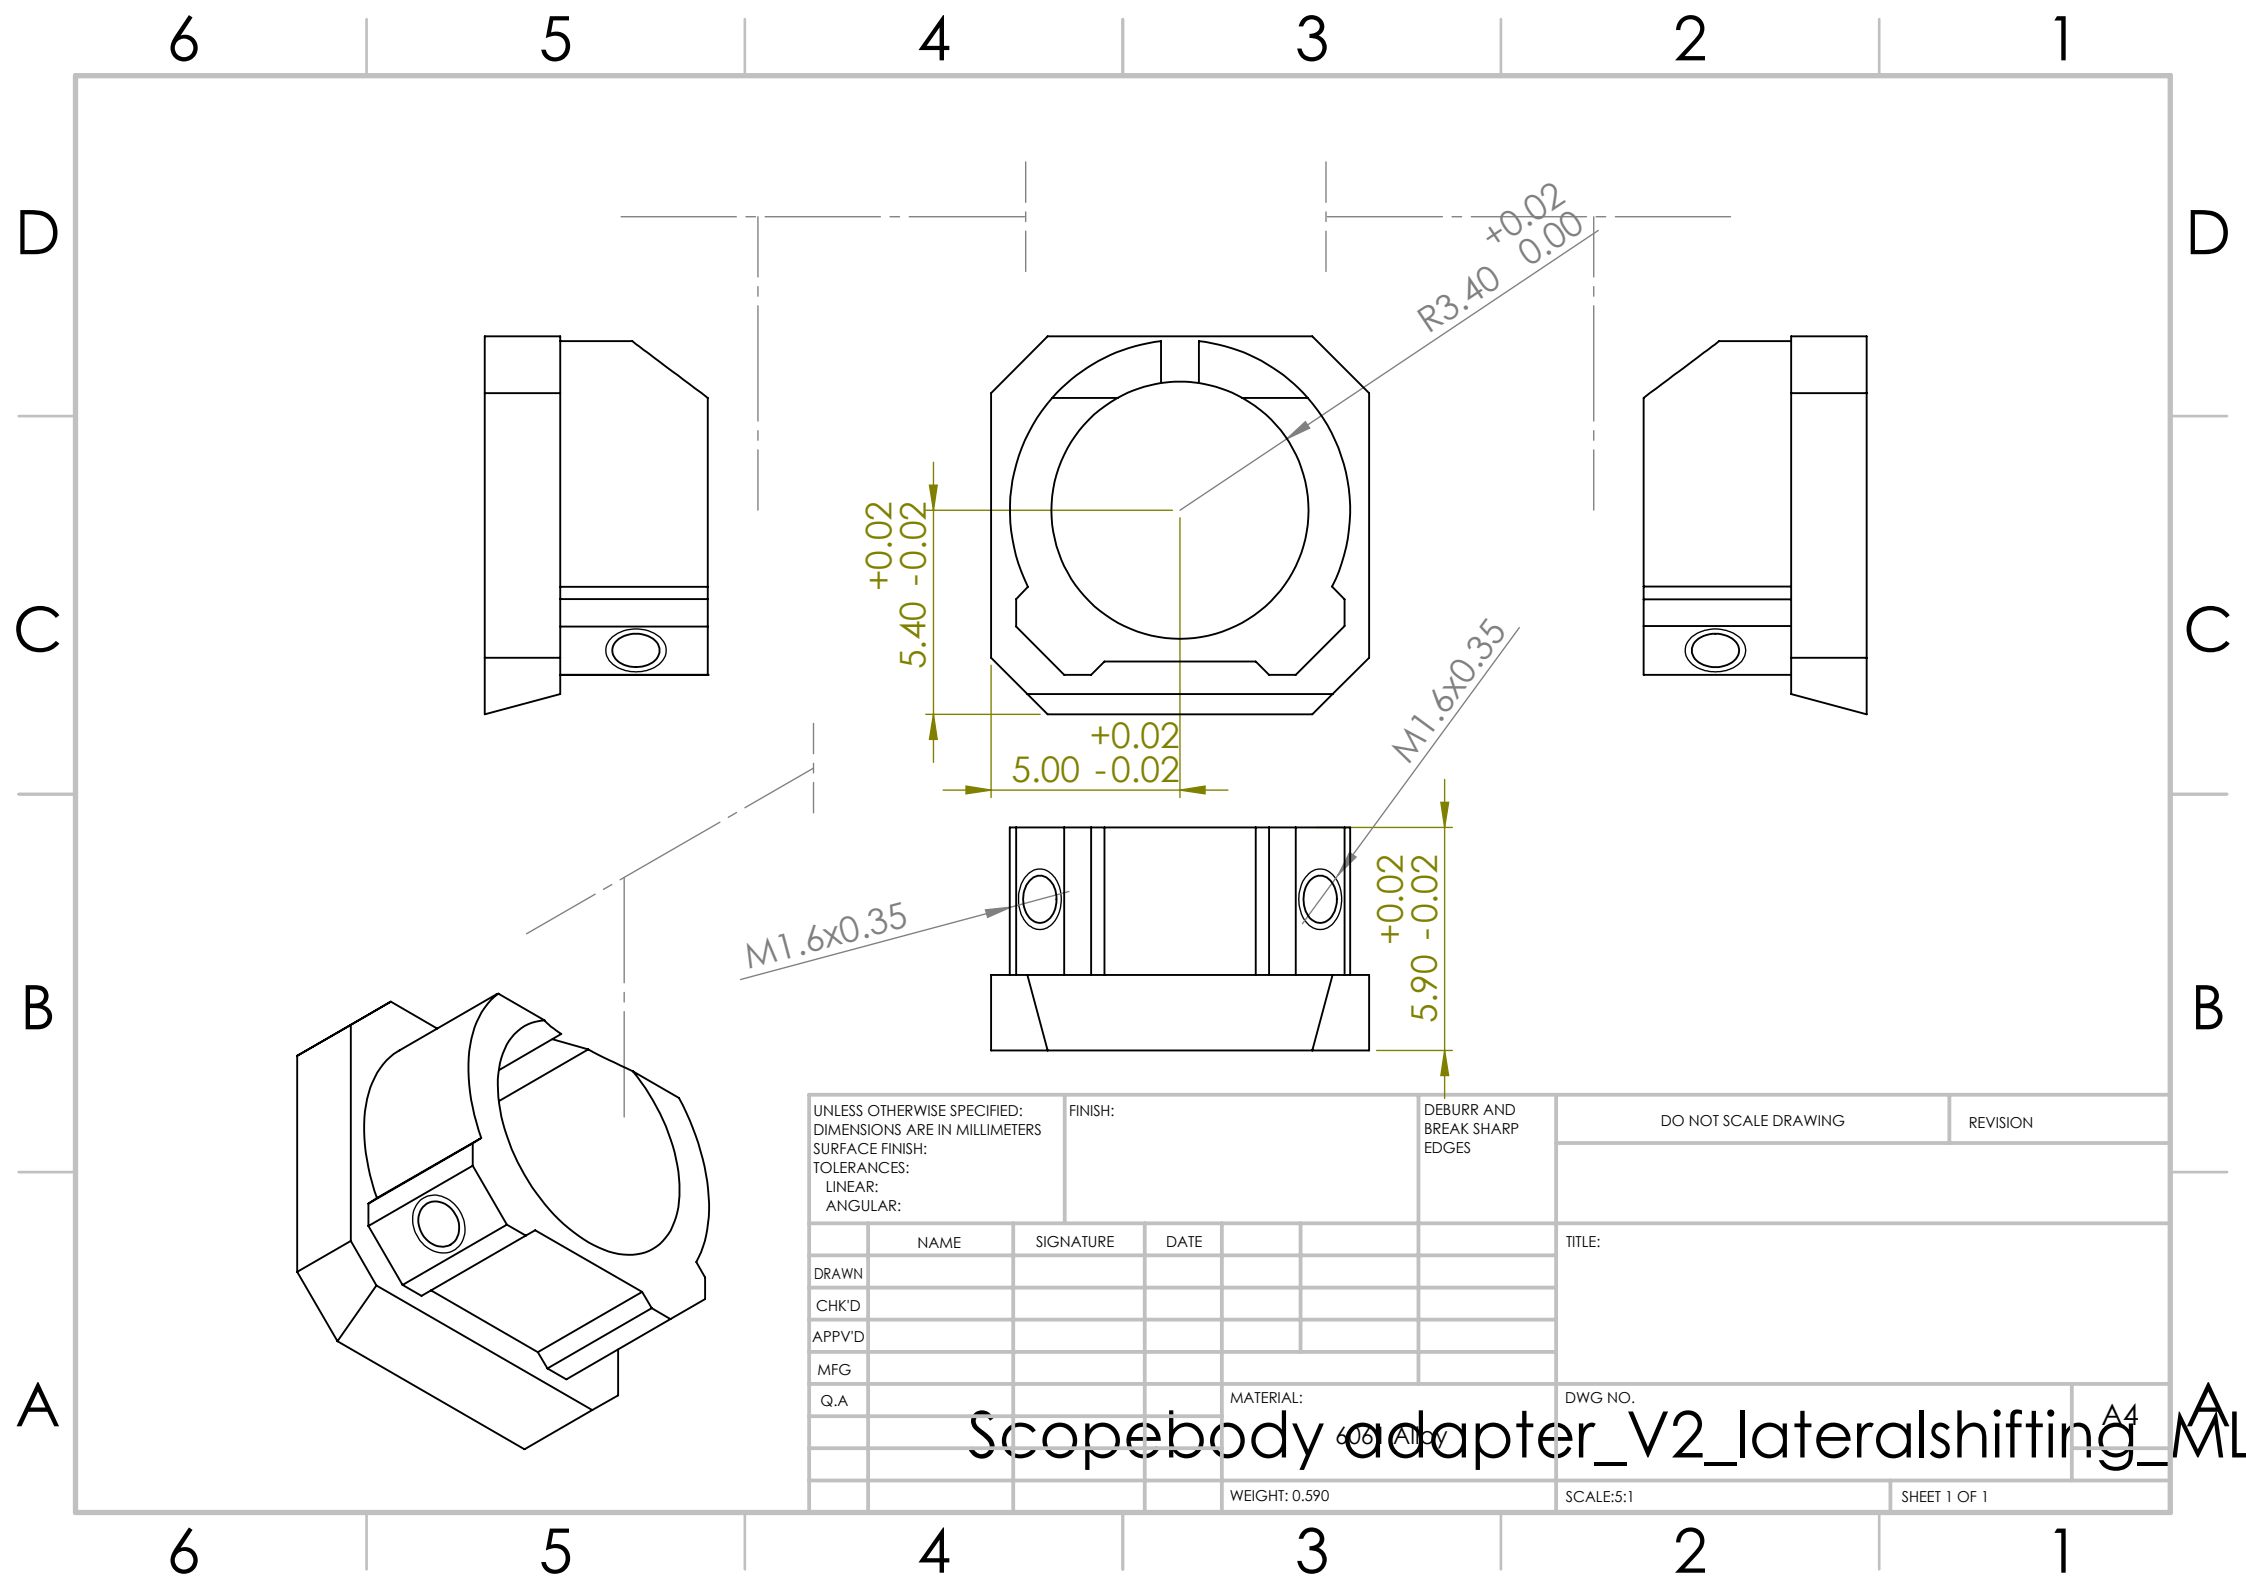 6 5 4 3 2 1
D D
+0.02
R3.40 0.00
+0.02
5.40 -0.02
C C
+0.02
5.00 -0.02
M1.6x0.35
M1.6x0.35
+0.02
5.90 -0.02
B B
UNLESS OTHERWISE SPECIFIED:
DIMENSIONS ARE IN MILLIMETERS
SURFACE FINISH:
TOLERANCES:
LINEAR:
ANGULAR:
FINISH:
DEBURR AND
BREAK SHARP
EDGES
DO NOT SCALE DRAWING
REVISION
NAME SIGNATURE DATE
TITLE:
DRAWN
CHK'D
APPV'D
MFG
Q.A
MATERIAL:
6061 Alloy
DWG NO.
Scopebody adapter_V2_lateralshifting_ML
A4
A A
WEIGHT: 0.590
SCALE:5:1
SHEET 1 OF 1
6 5 4 3 2 1